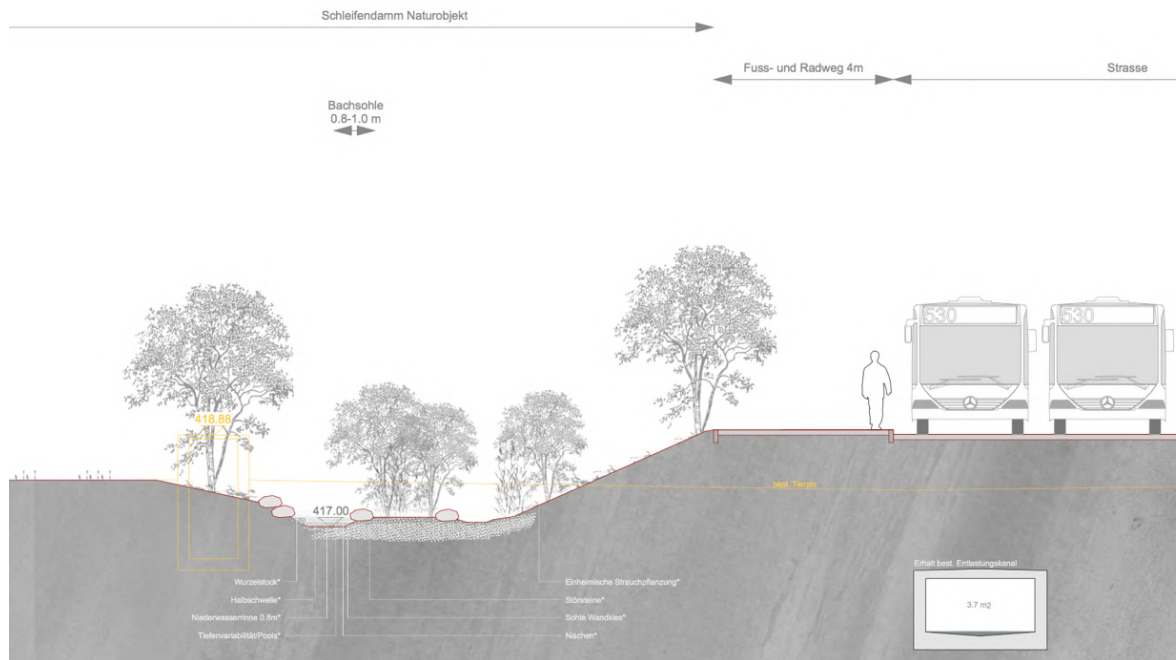 Schleifendamm Naturobjekt
Fuss- und Radweg 4m
Strasse
Bachsohle
0.8-1.0 m
530
530
418.88
best. Terrain
417.00
Erhalt best. Entlastungskanal
3.7 m2
Wurzelstock*
Halbschwelle*
Niederwasserrinne 0.8m*
Tiefenvariabilität/Pools*
Einheimische Strauchpflanzung*
Störsteine*
Sohle Wandkies*
Nischen*